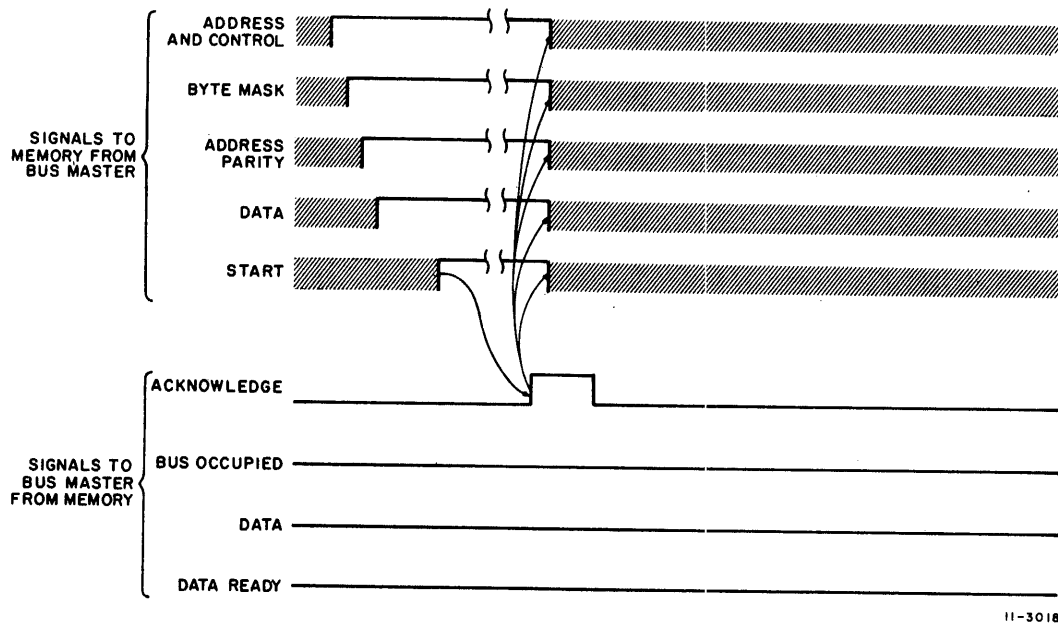 ADDRESS
AND CONTROL
BYTE MASK
SIGNALS TO
MEMORY FROM
BUS MASTER
ADDRESS
PARITY
DATA
START
ACKNOWLEDGE
SIGNALS TO
BUS MASTER
FROM MEMORY
BUS OCCUPIED
DATA
DATA READY
11-3018